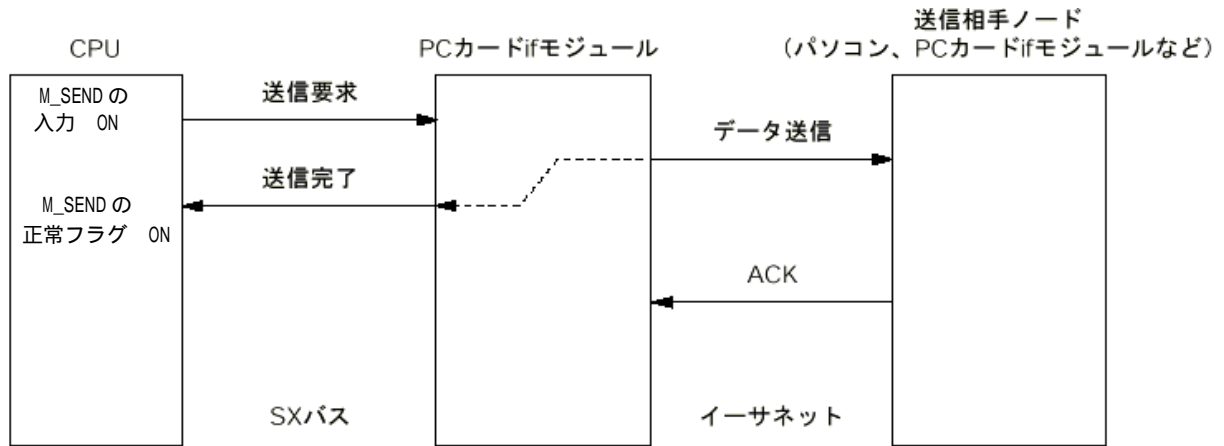 送信相手ノード
CPU
PCカードifモジュール
（パソコン、PCカードifモジュールなど）
M_SEND の
入力 ON
送信要求
データ送信
送信完了
M_SEND の
正常フラグ ON
ACK
SXバス
イーサネット